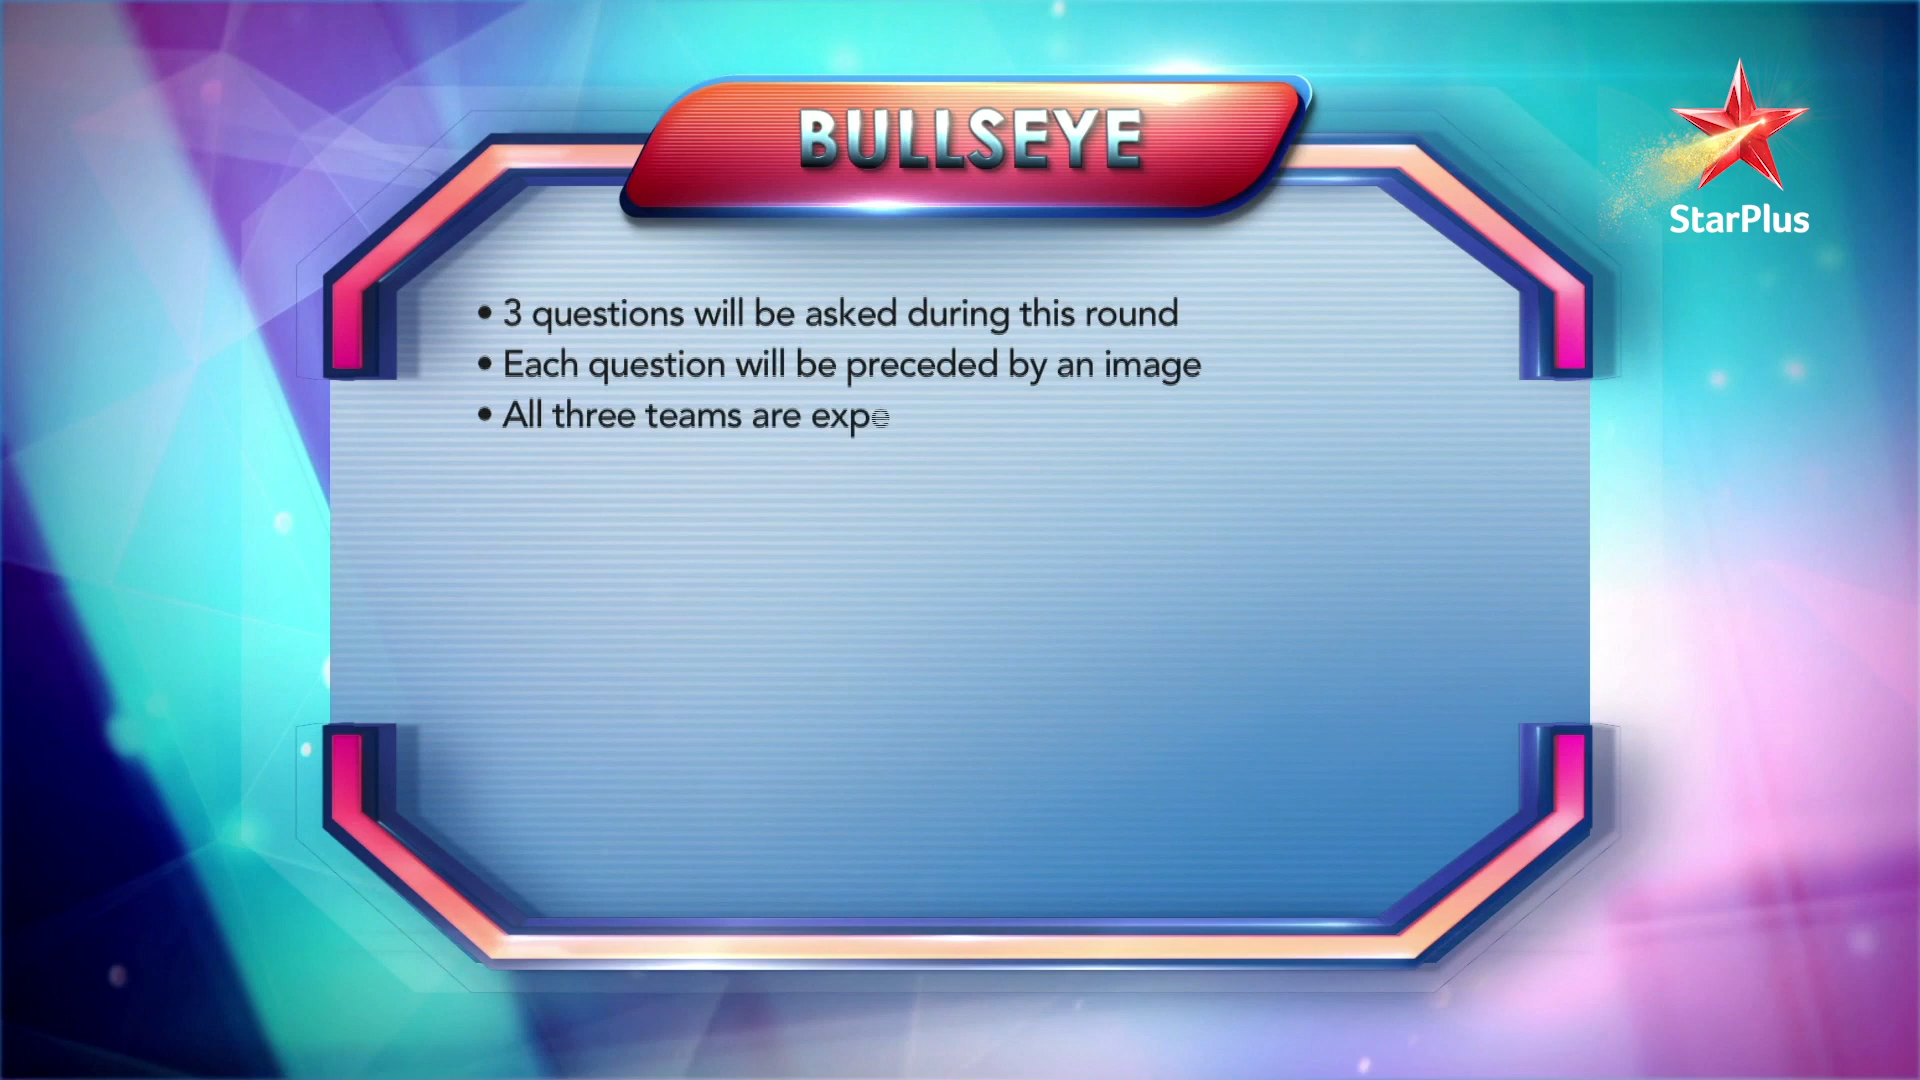 BULLSEYE
StarPlus
• 3 questions will be asked during this round
• Each question will be preceded by an image
• All three teams are expe